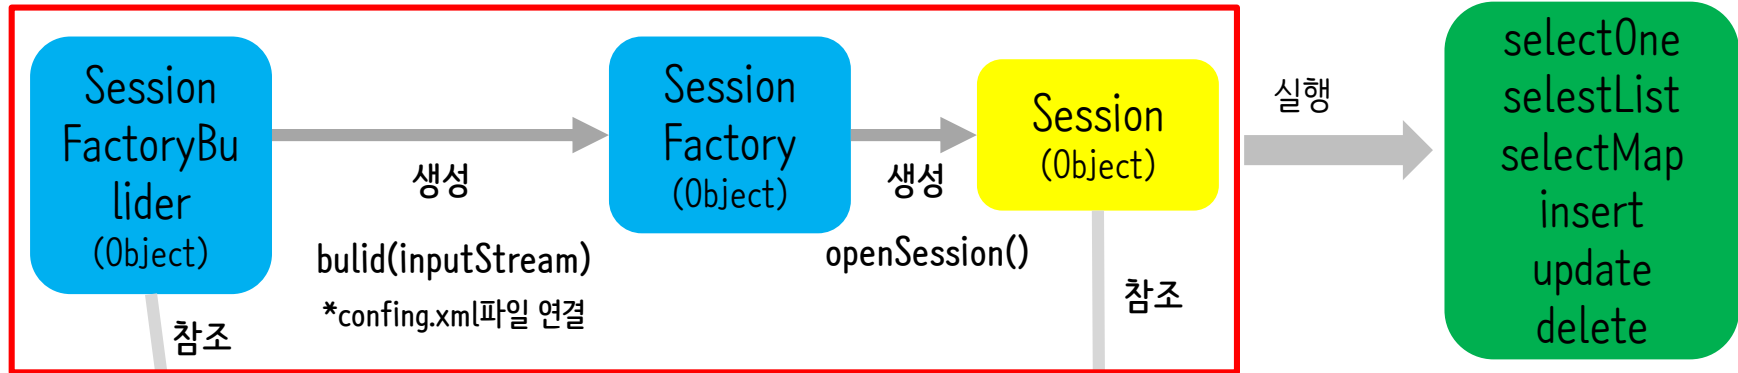 Session
FactoryBu
lider
(Object)
참조
생성
bulid(inputStream)
*confing.xml파일 연결
Session
Factory
(Object)
생성
openSession()
Session
(Object)
참조
실행
selectOne
selestList
selectMap
insert
update
delete